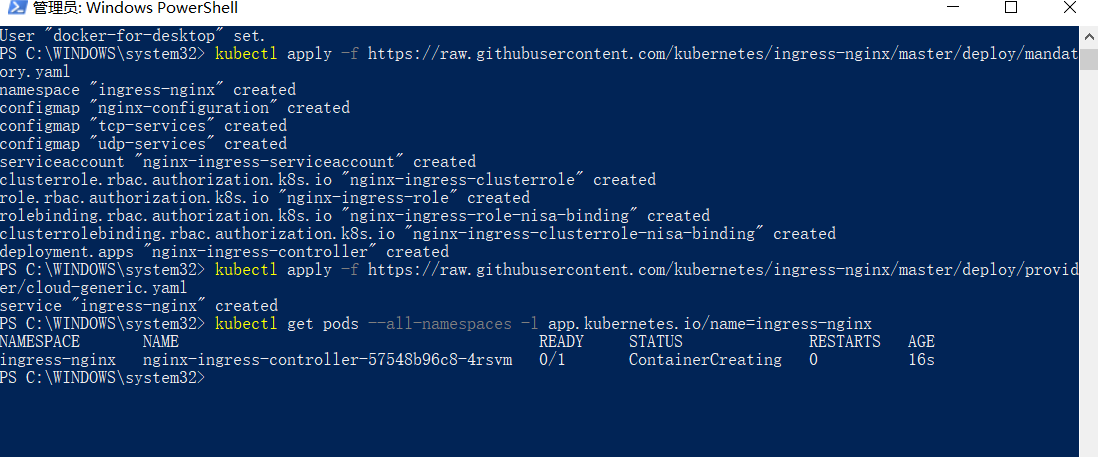 管理员: Windows PowerShell
User "docker-for-desktop" set.
PS C:\WINDOWS\system32> kubectl apply -f https://raw.githubusercontent.com/kubernetes/ingress-nginx/master/deploy/mandat
ory.yaml
namespace "ingress-nginx" created
configmap "nginx-configuration" created
configmap "tcp-services" created
configmap "udp-services" created
serviceaccount "nginx-ingress-serviceaccount" created
clusterrole.rbac.authorization.k8s.io "nginx-ingress-clusterrole" created
role.rbac.authorization.k8s.io "nginx-ingress-role" created
rolebinding.rbac.authorization.k8s.io "nginx-ingress-role-nisa-binding" created
clusterrolebinding.rbac.authorization.k8s.io "nginx-ingress-clusterrole-nisa-binding" created
deployment.apps "nginx-ingress-controller" created
PS C:\WINDOWS\system32> kubectl apply -f https://raw.githubusercontent.com/kubernetes/ingress-nginx/master/deploy/provid
er/cloud-generic.yaml
service "ingress-nginx" created
PS C:\WINDOWS\system32> kubectl get pods --all-namespaces -l app.kubernetes.io/name=ingress-nginx
NAMESPACE NAME READY STATUS RESTARTS AGE
ingress-nginx nginx-ingress-controller-57548b96c8-4rsvm 0/1 ContainerCreating 0 16s
PS C:\WINDOWS\system32>